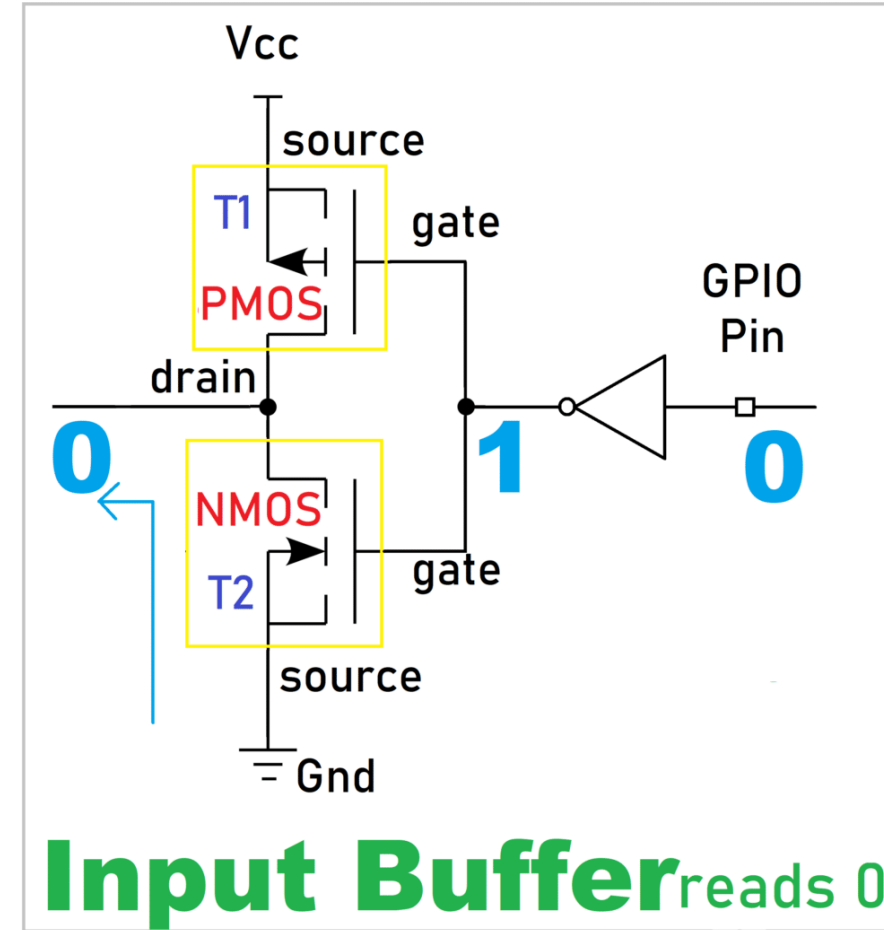 Vcc
source
T1
gate
PMOS
GPIO
Pin
drain
0
1
0
NMOS
gate
T2
source
Gnd
Input Buffer reads 0